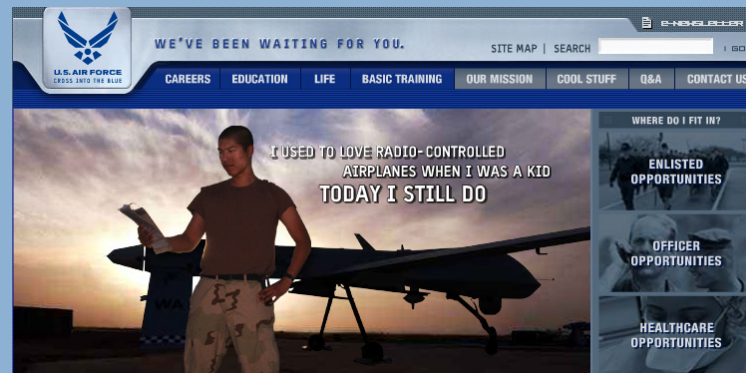 e-NEWSLETTER
WE'VE BEEN WAITING FOR YOU.
SITE MAP | SEARCH
GO
U.S. AIR FORCE
CROSS INTO THE BLUE
CAREERS EDUCATION LIFE BASIC TRAINING OUR MISSION COOL STUFF Q&A CONTACT US
WHERE DO I FIT IN?
I USED TO LOVE RADIO-CONTROLLED
AIRPLANES WHEN I WAS A KID
TODAY I STILL DO
ENLISTED
OPPORTUNITIES
OFFICER
OPPORTUNITIES
HEALTHCARE
OPPORTUNITIES
WA